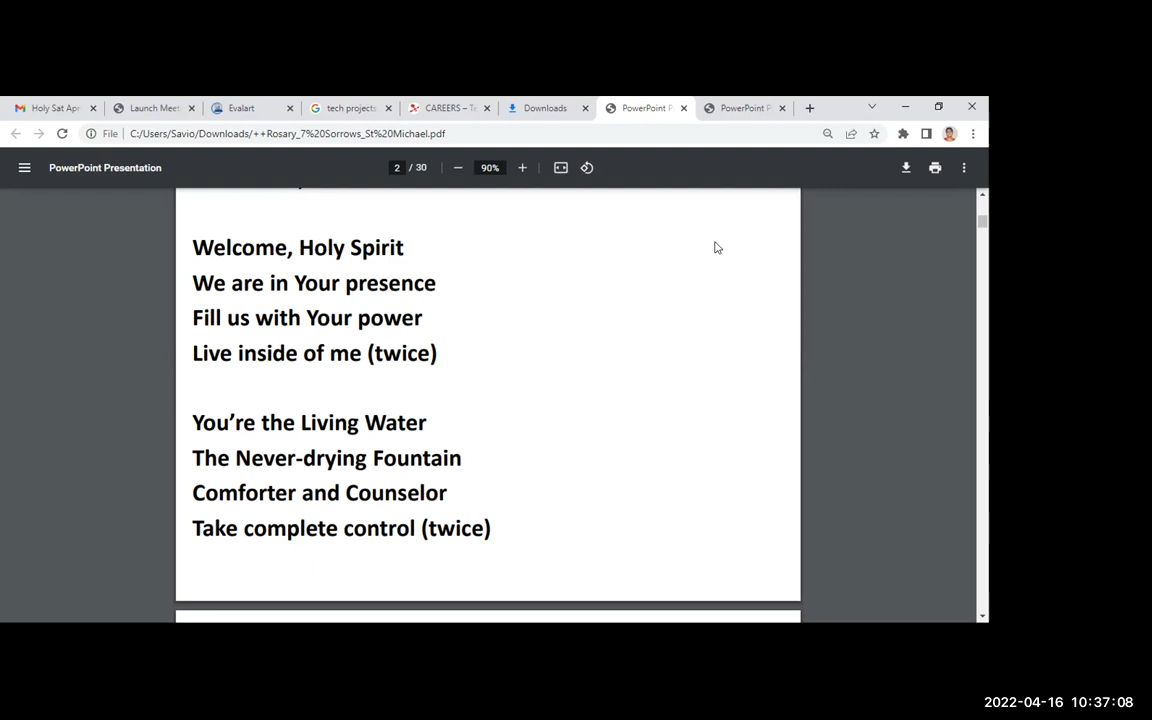 Holy Sat Apr
Launch Meet
Evalart
tech projects
CAREERS – Te
Downloads
PowerPoint P
PowerPoint P
File
C:/Users/Savio/Downloads/++Rosary_7%20Sorrows_St%20Michael.pdf
PowerPoint Presentation
2 / 30
90%
Welcome, Holy Spirit
We are in Your presence
Fill us with Your power
Live inside of me (twice)
You're the Living Water
The Never-drying Fountain
Comforter and Counselor
Take complete control (twice)
2022-04-16 10:37:08